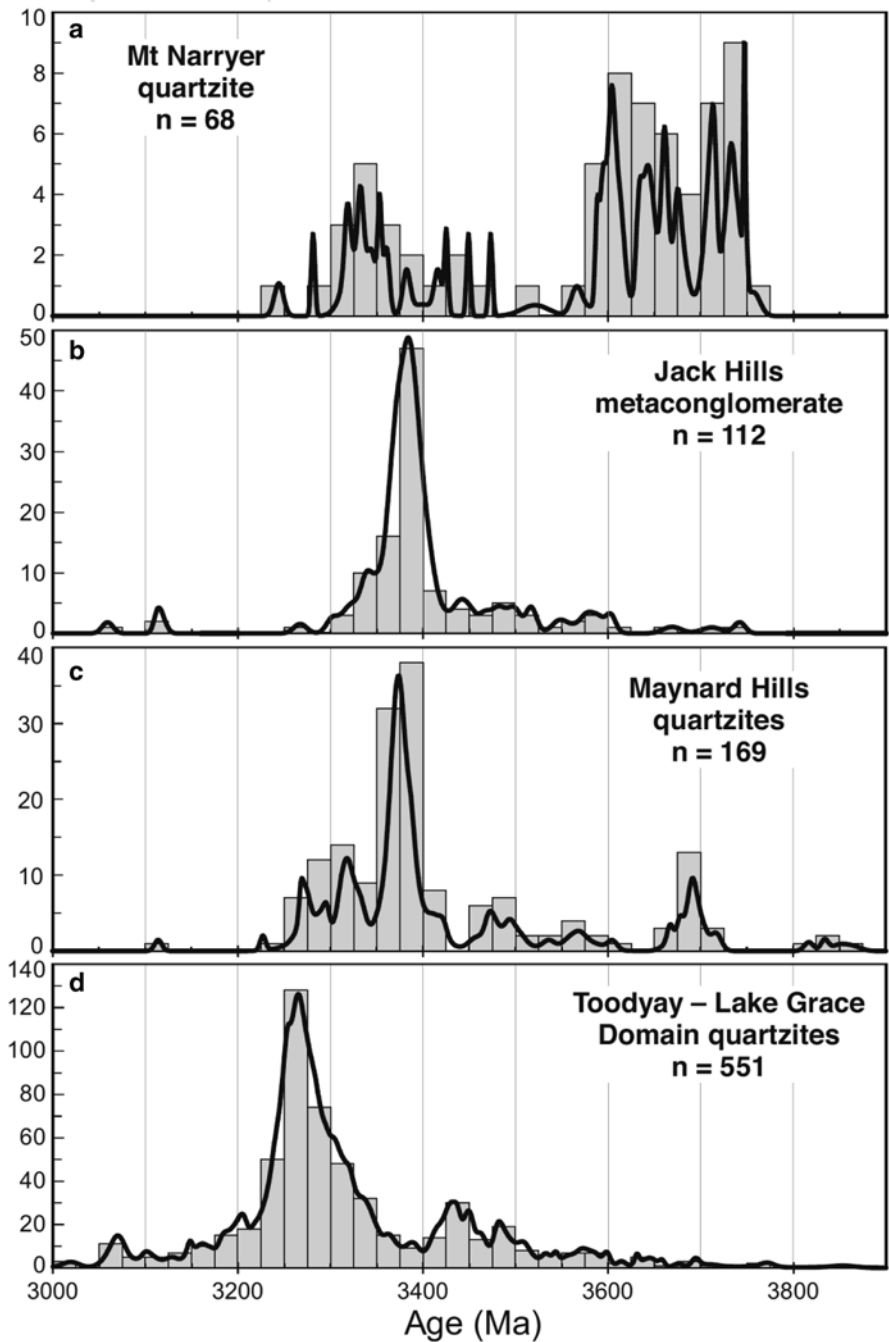 10
8
6
4
2
0
a
Mt Narryer
quartzite
n = 68
50
40
30
20
10
0
b
Jack Hills
metaconglomerate
n = 112
40
30
20
10
0
c
Maynard Hills
quartzites
n = 169
140
120
100
80
60
40
20
0
d
Toodyay – Lake Grace
Domain quartzites
n = 551
3000 3200 3400 3600 3800
Age (Ma)